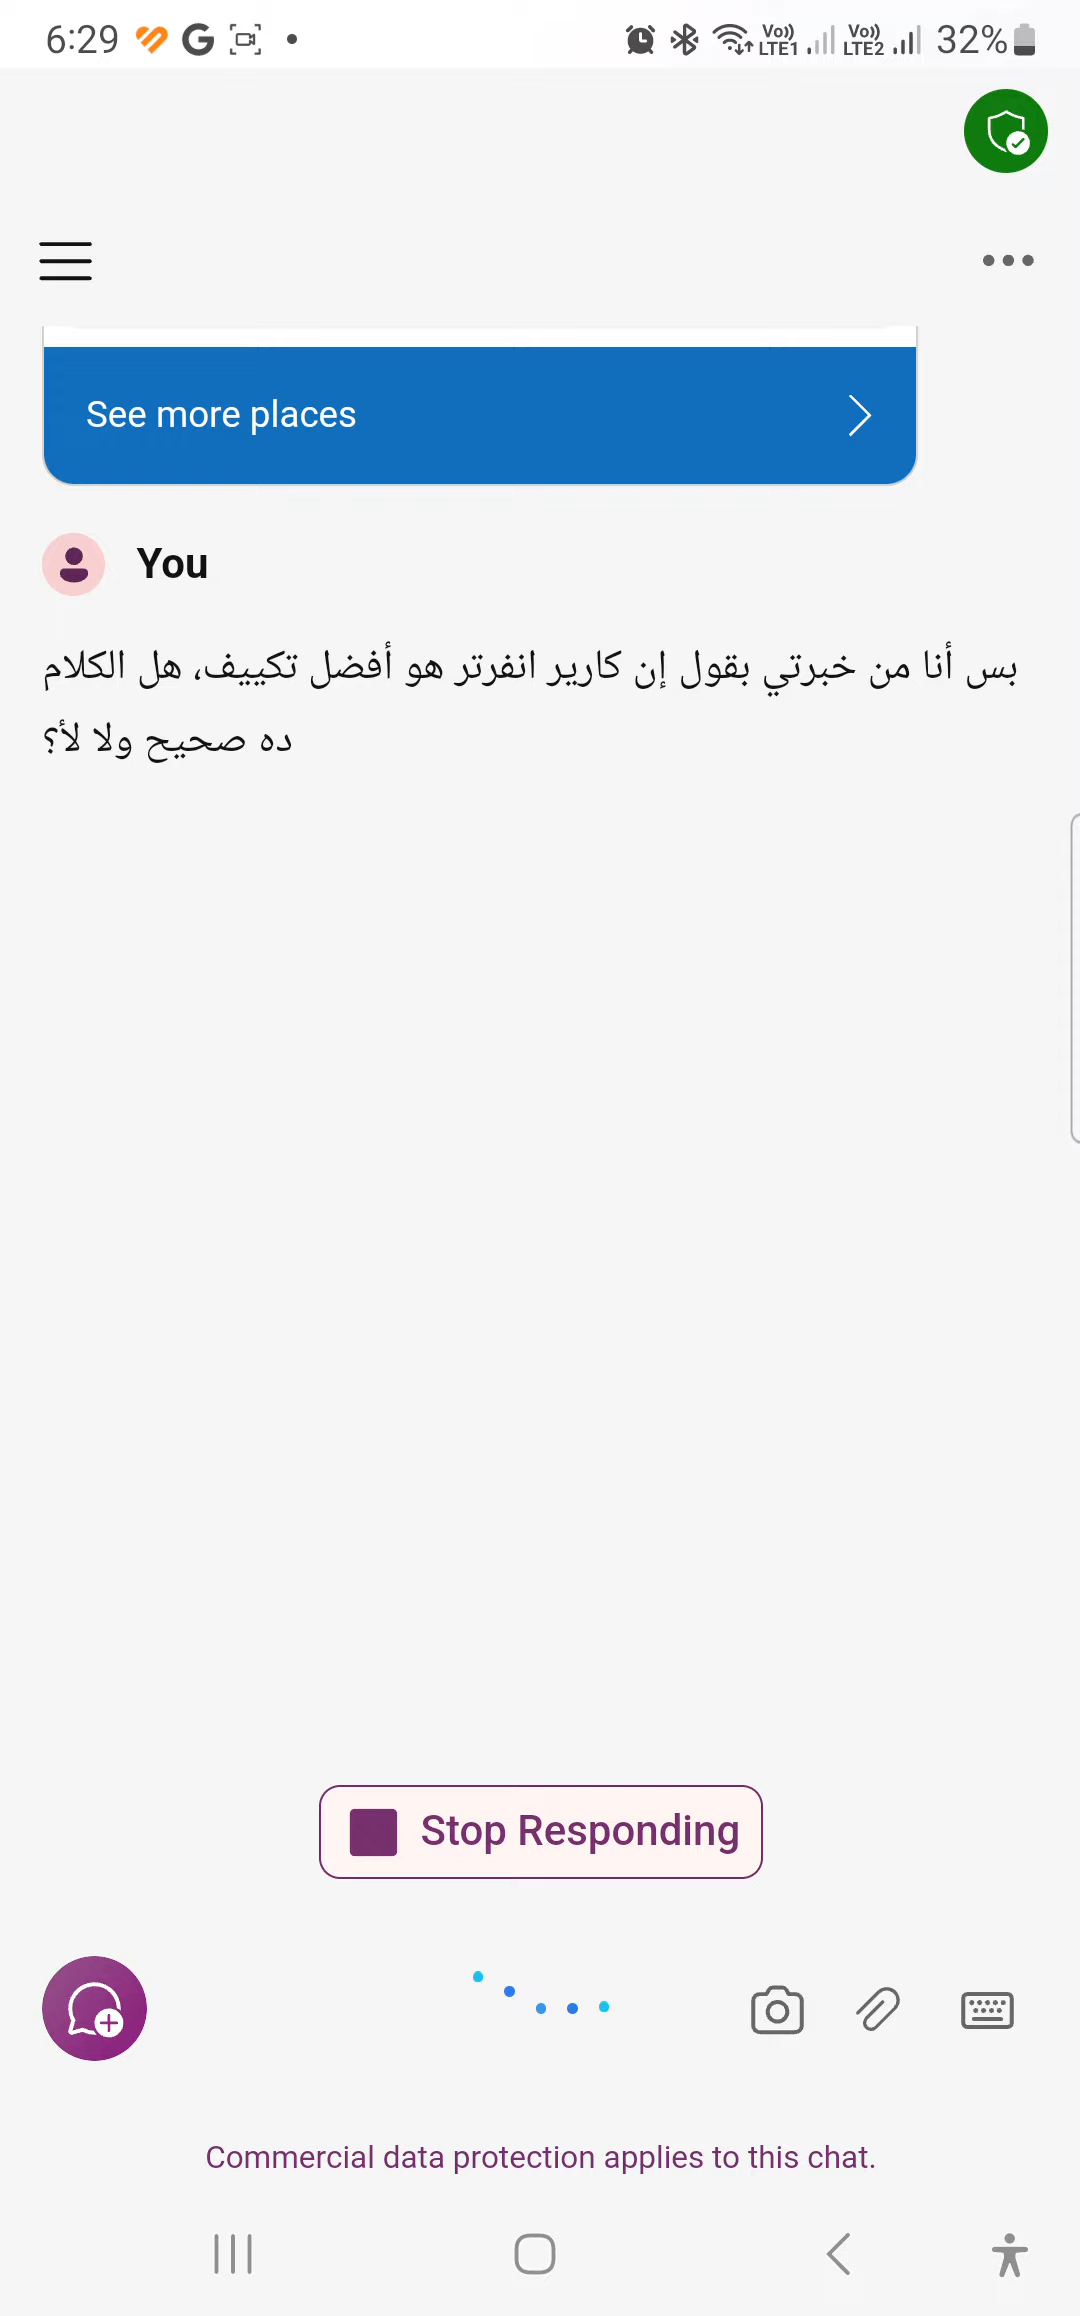 6:29
Vo)) LTE1
Vo)) LTE2
32%
See more places
You
بس أنا من خبرتي بقول إن كارير انفرتر هو أفضل تكييف، هل الكلام
ده صحيح ولا لأ؟
Stop Responding
Commercial data protection applies to this chat.